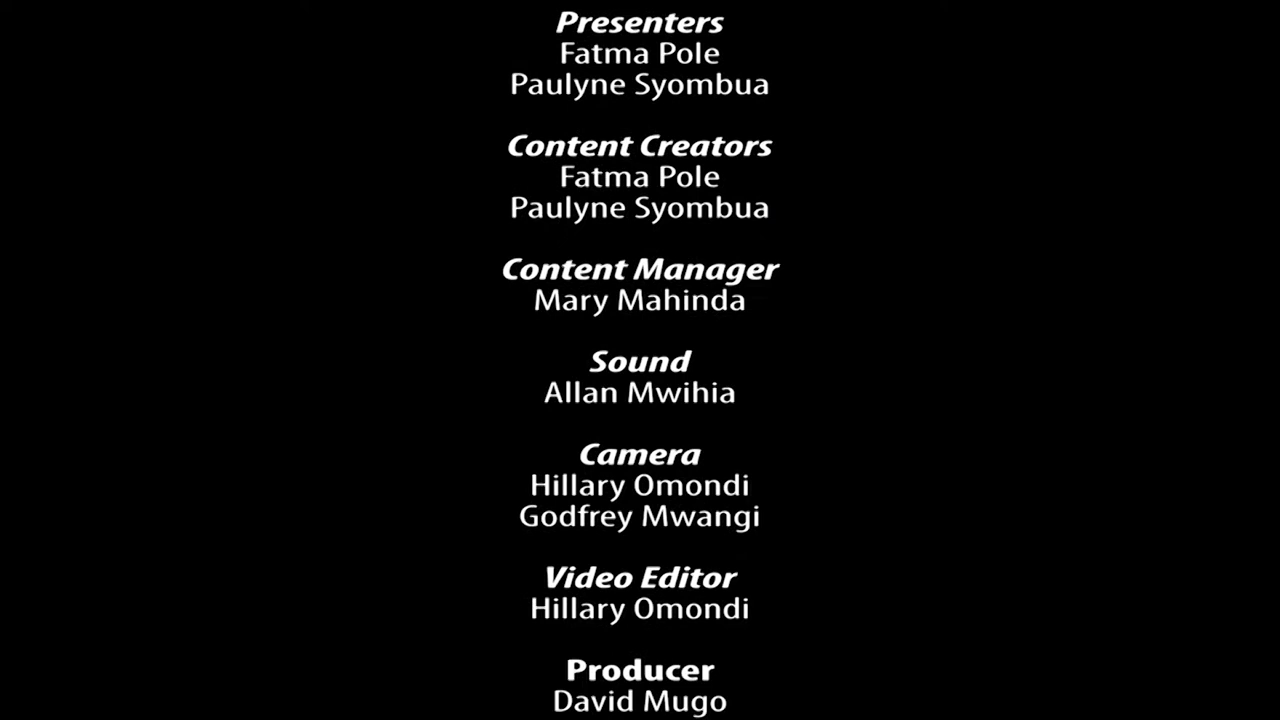 Presenters
Fatma Pole
Paulyne Syombua
Content Creators
Fatma Pole
Paulyne Syombua
Content Manager
Mary Mahinda
Sound
Allan Mwihia
Camera
Hillary Omondi
Godfrey Mwangi
Video Editor
Hillary Omondi
Producer
David Mugo